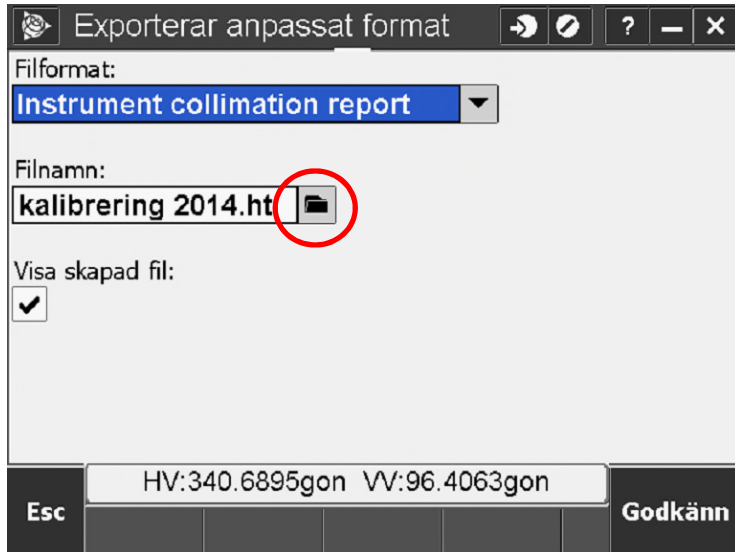 Exporterar anpassat format ?
Filformat:
Instrument collimation report
Filnamn:
kalibrering 2014.ht
Visa skapad fil:
HV:340.6895gon VV:96.4063gon
Esc
Godkänn